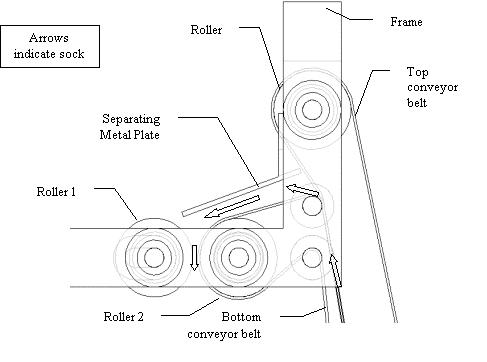 Arrows
indicate sock
Roller
Frame
Top
conveyor
belt
Separating
Metal Plate
Roller 1
Roller 2
Bottom
conveyor belt